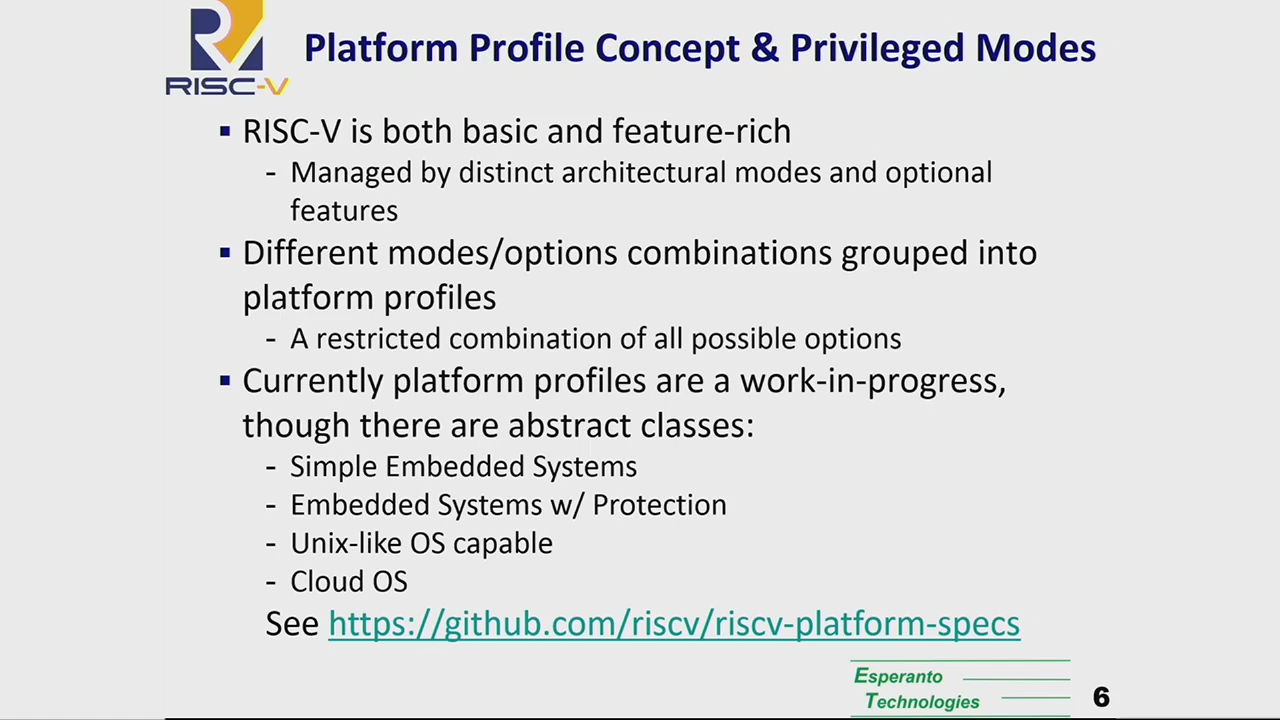 RISC-V
Platform Profile Concept & Privileged Modes
▪ RISC-V is both basic and feature-rich
- Managed by distinct architectural modes and optional
features
▪ Different modes/options combinations grouped into
platform profiles
- A restricted combination of all possible options
▪ Currently platform profiles are a work-in-progress,
though there are abstract classes:
- Simple Embedded Systems
- Embedded Systems w/ Protection
- Unix-like OS capable
- Cloud OS
See https://github.com/riscv/riscv-platform-specs
Esperanto
Technologies
6